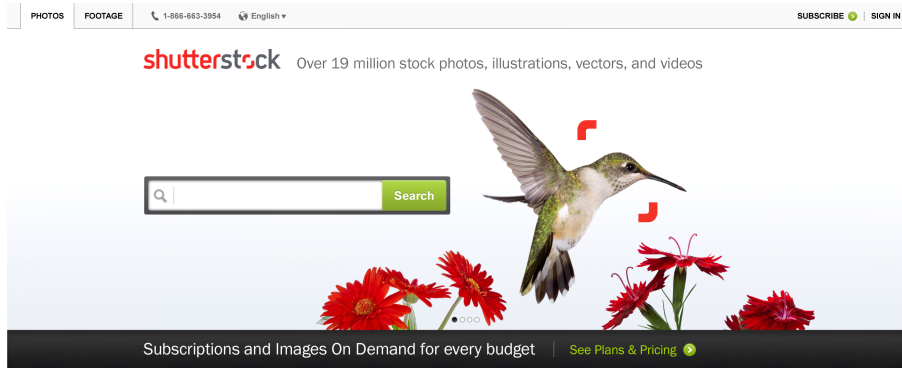 PHOTOS FOOTAGE 1-866-663-3954 English SUBSCRIBE SIGN IN
shutterstock Over 19 million stock photos, illustrations, vectors, and videos
Search
Subscriptions and Images On Demand for every budget See Plans & Pricing